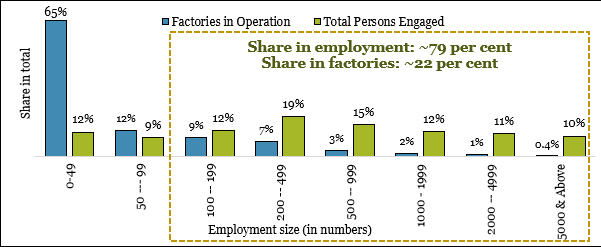 65%
Factories in Operation
Total Persons Engaged
Share in employment: ~79 per cent
Share in factories: ~22 per cent
Share in total
12%
12%
9%
9%
12%
7%
19%
3%
15%
2%
12%
1%
11%
0.4%
10%
0-49
50 –- 99
100 –- 199
200 –-499
500 –- 999
1000 - 1999
2000 –- 4999
5000 & Above
Employment size (in numbers)